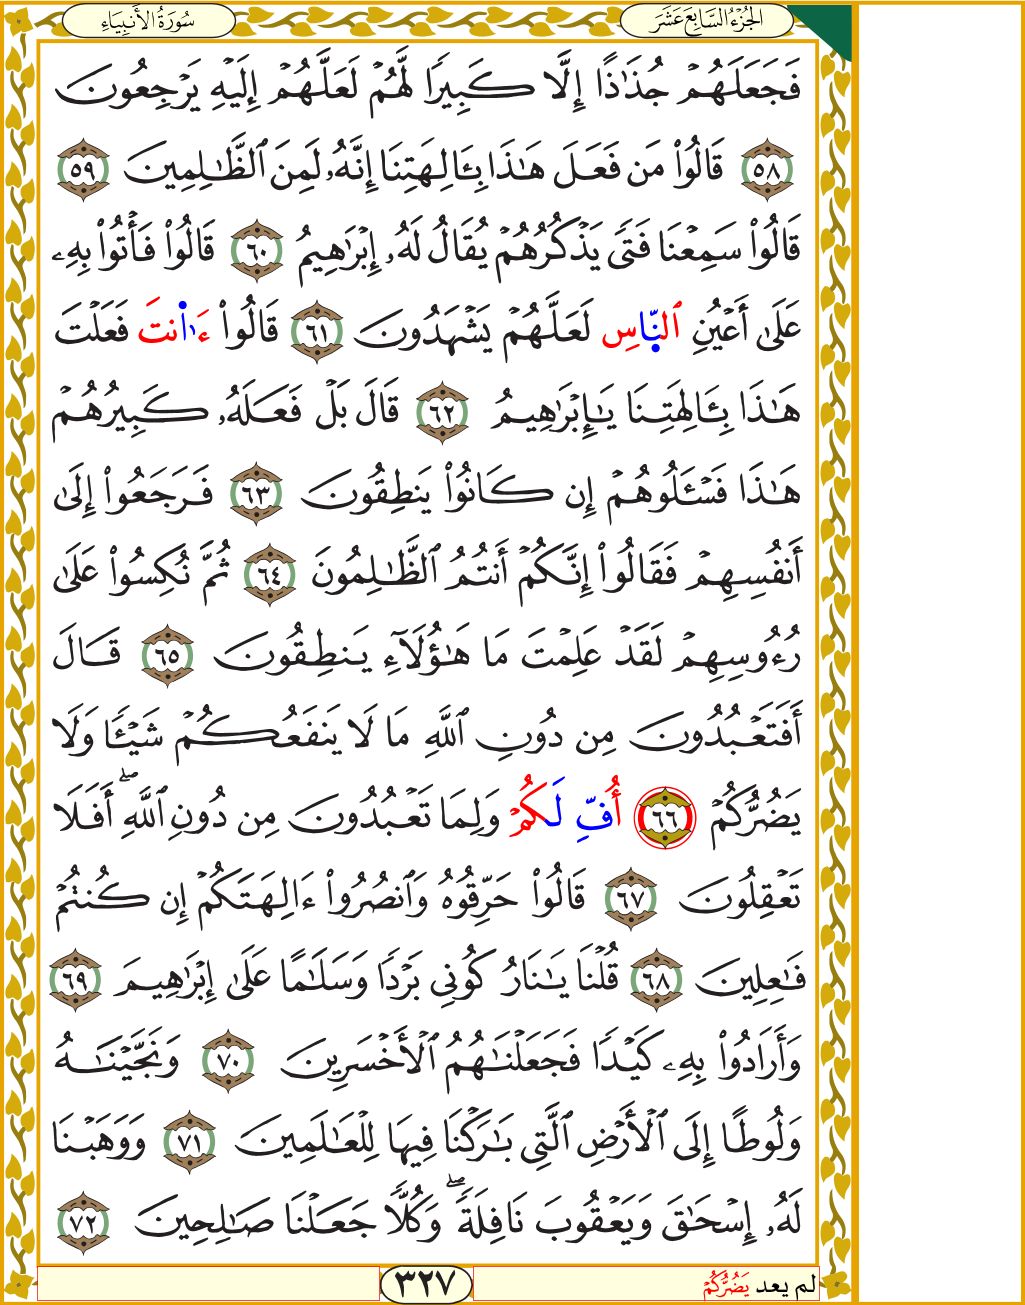 الجُزْءُ السَّابِعَ عَشَرَ
سُورَةُ الأَنبِيَاءِ
فَجَعَلَهُمْ جُذَٰذًا إِلَّا كَبِيرًا لَّهُمْ لَعَلَّهُمْ إِلَيْهِ يَرْجِعُونَ
٥٨ قَالُوا۟ مَن فَعَلَ هَٰذَا بِـَٔالِهَتِنَا إِنَّهُۥ لَمِنَ ٱلظَّٰلِمِينَ ٥٩
قَالُوا۟ سَمِعْنَا فَتًى يَذْكُرُهُمْ يُقَالُ لَهُۥ إِبْرَٰهِيمُ ٦٠ قَالُوا۟ فَأْتُوا۟ بِهِۦ
عَلَىٰ أَعْيُنِ ٱلنَّاسِ لَعَلَّهُمْ يَشْهَدُونَ ٦١ قَالُوا۟ ءَا۬نتَ فَعَلْتَ
هَٰذَا بِـَٔالِهَتِنَا يَٰإِبْرَٰهِيمُ ٦٢ قَالَ بَلْ فَعَلَهُۥ كَبِيرُهُمْ
هَٰذَا فَسْـَٔلُوهُمْ إِن كَانُوا۟ يَنطِقُونَ ٦٣ فَرَجَعُوا۟ إِلَىٰ
أَنفُسِهِمْ فَقَالُوا۟ إِنَّكُمْ أَنتُمُ ٱلظَّٰلِمُونَ ٦٤ ثُمَّ نُكِسُوا۟ عَلَىٰ
رُءُوسِهِمْ لَقَدْ عَلِمْتَ مَا هَٰؤُلَآءِ يَنطِقُونَ ٦٥ قَالَ
أَفَتَعْبُدُونَ مِن دُونِ ٱللَّهِ مَا لَا يَنفَعُكُمْ شَيْـًٔا وَلَا
يَضُرُّكُمْ ٦٦ أُفِّ لَكُمْ وَلِمَا تَعْبُدُونَ مِن دُونِ ٱللَّهِ ۖ أَفَلَا
تَعْقِلُونَ ٦٧ قَالُوا۟ حَرِّقُوهُ وَٱنصُرُوا۟ ءَالِهَتَكُمْ إِن كُنتُمْ
فَٰعِلِينَ ٦٨ قُلْنَا يَٰنَارُ كُونِى بَرْدًا وَسَلَٰمًا عَلَىٰ إِبْرَٰهِيمَ ٦٩
وَأَرَادُوا۟ بِهِۦ كَيْدًا فَجَعَلْنَٰهُمُ ٱلْأَخْسَرِينَ ٧٠ وَنَجَّيْنَٰهُ
وَلُوطًا إِلَى ٱلْأَرْضِ ٱلَّتِى بَٰرَكْنَا فِيهَا لِلْعَٰلَمِينَ ٧١ وَوَهَبْنَا
لَهُۥ إِسْحَٰقَ وَيَعْقُوبَ نَافِلَةً ۖ وَكُلًّا جَعَلْنَا صَٰلِحِينَ ٧٢
لم يعد يَضُرُّكُمْ
٣٢٧